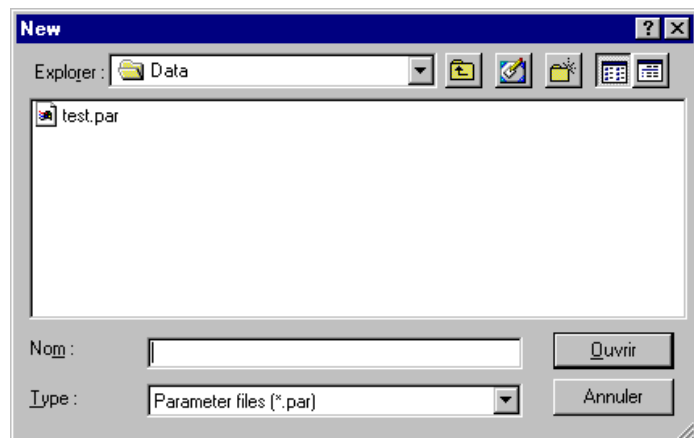 New
Explorer : Data
test.par
Nom :
Ouvrir
Type : Parameter files (*.par)
Annuler